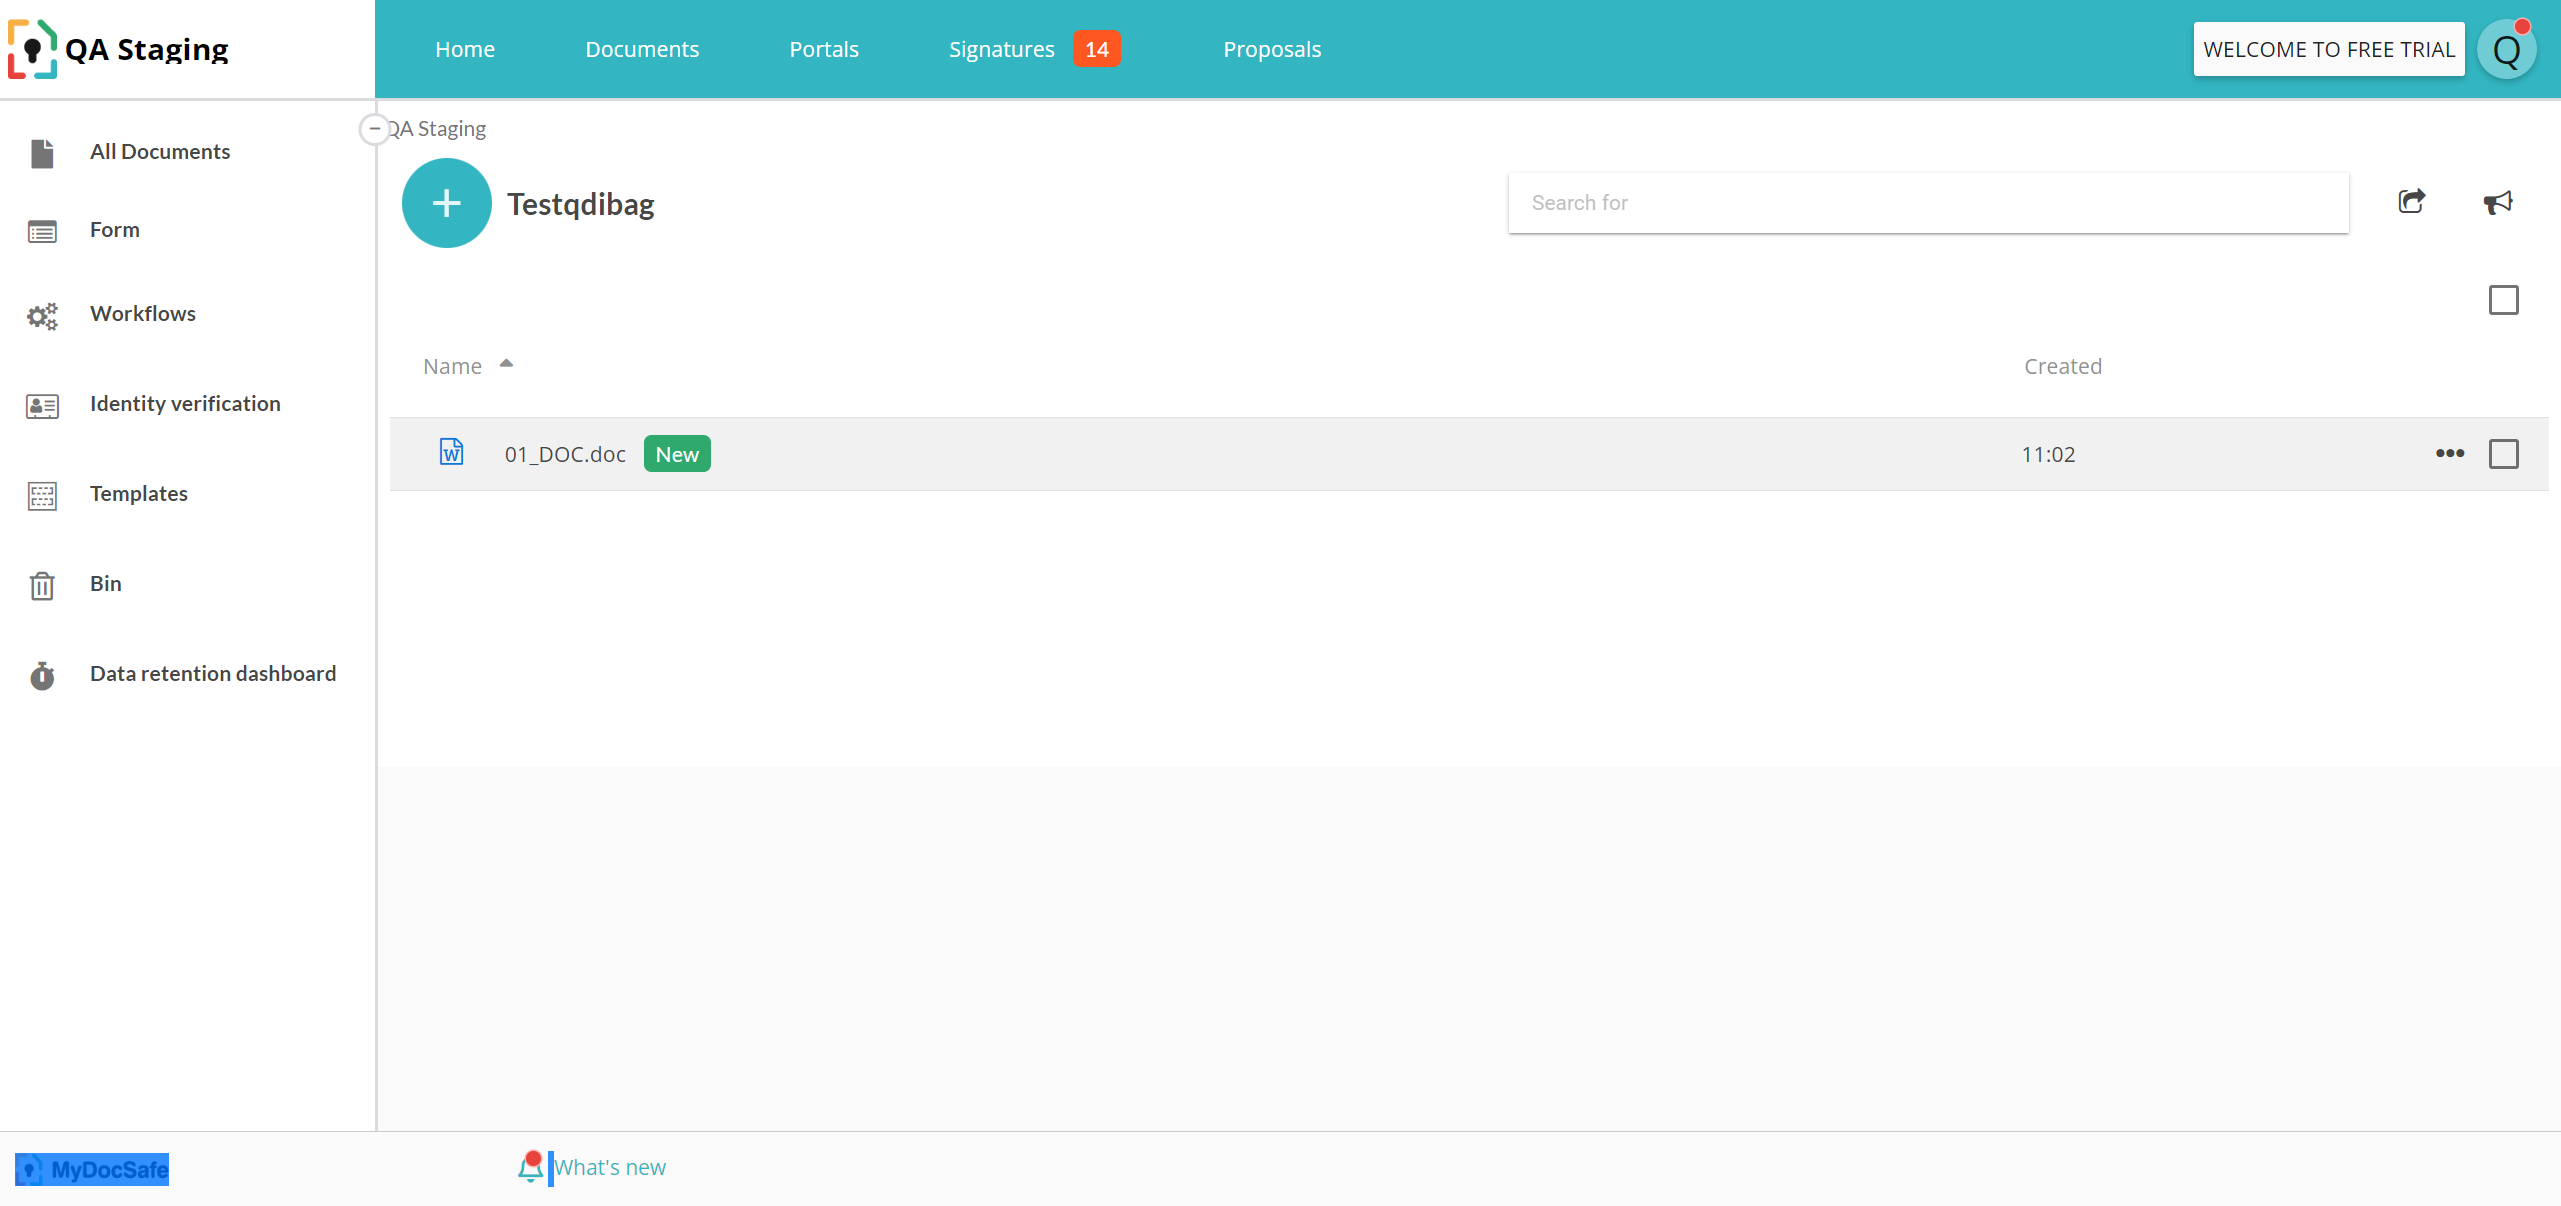 QA Staging
Home Documents Portals Signatures 14 Proposals
WELCOME TO FREE TRIAL
Q
QA Staging
All Documents
Form
Workflows
Identity verification
Templates
Bin
Data retention dashboard
+ Testqdibag
Search for
Name Created
01_DOC.doc New 11:02
MyDocSafe
What's new